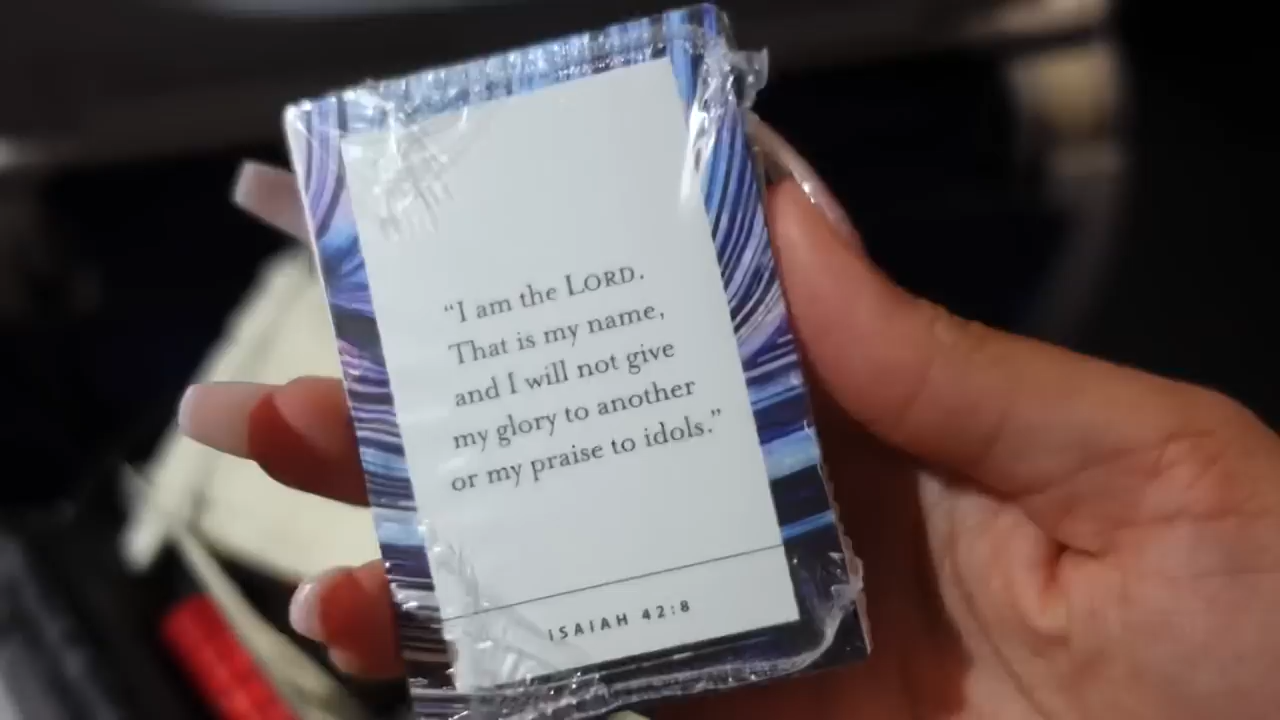 “I am the LORD.
That is my name,
and I will not give
my glory to another
or my praise to idols.”
ISAIAH 42:8